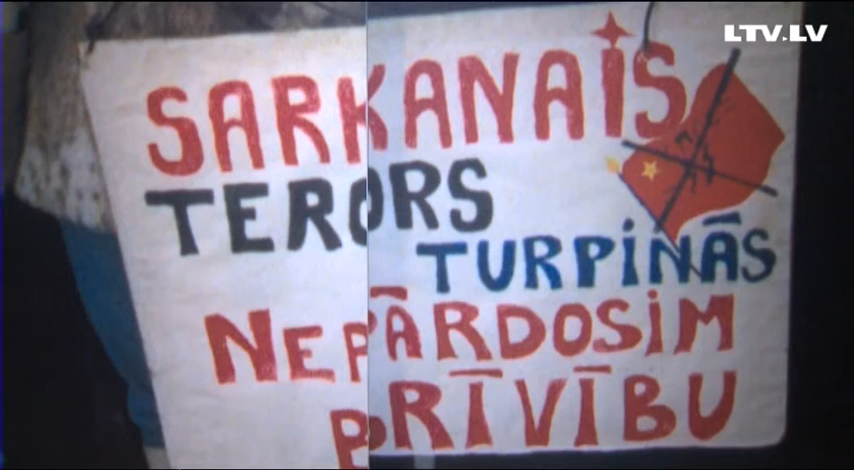 LTV.LV
SARKANAIS
TERORS
TURPINĀS
NEPĀRDOSIM
BRĪVĪBU